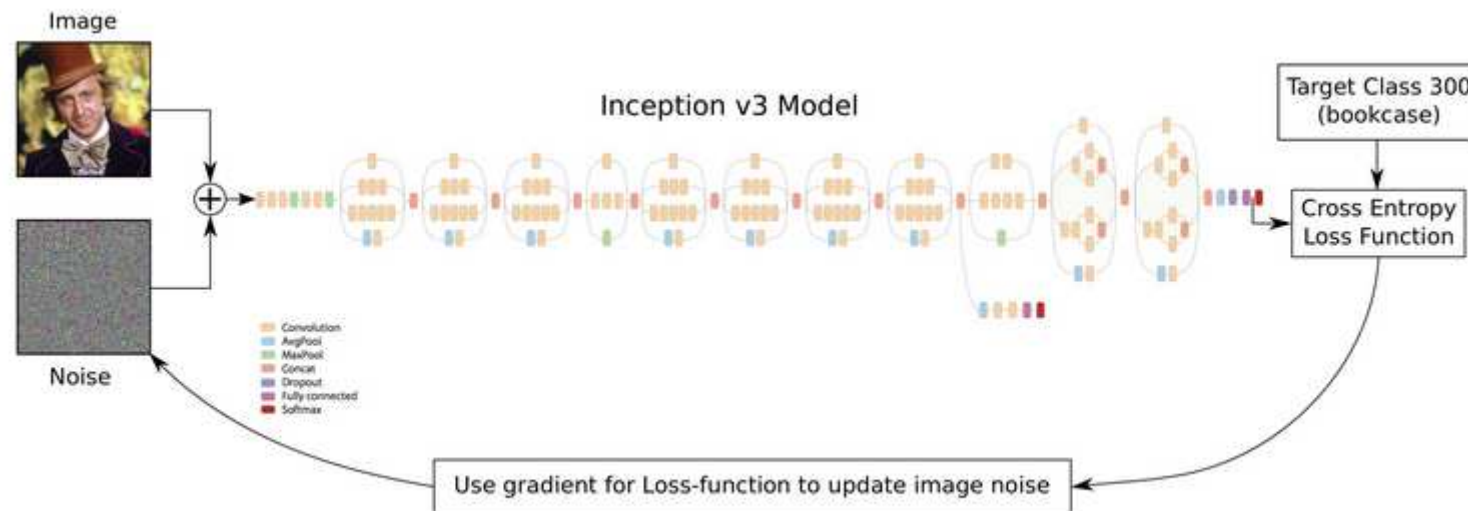 Image
Inception v3 Model
Target Class 300
(bookcase)
Cross Entropy
Loss Function
Noise
Convolution
AvgPool
MaxPool
Concat
Dropout
Fully connected
Softmax
Use gradient for Loss-function to update image noise